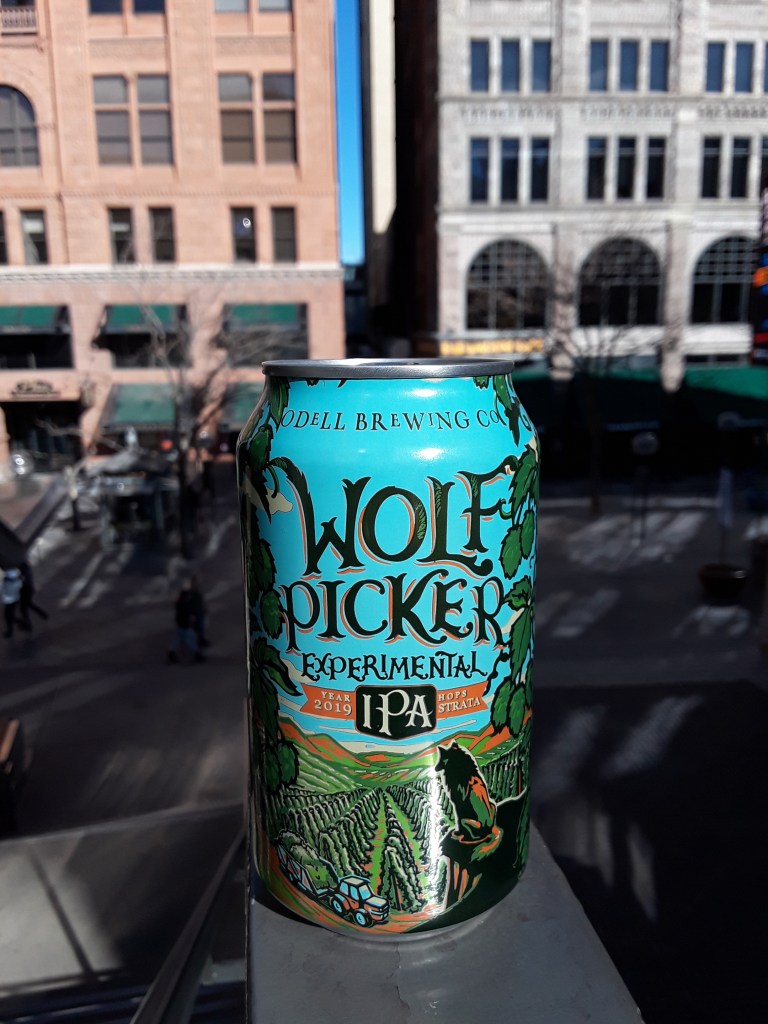 ODELL BREWING CO
WOLF
PICKER
EXPERIMENTAL
YEAR
2019
IPA
HOPS
STRATA